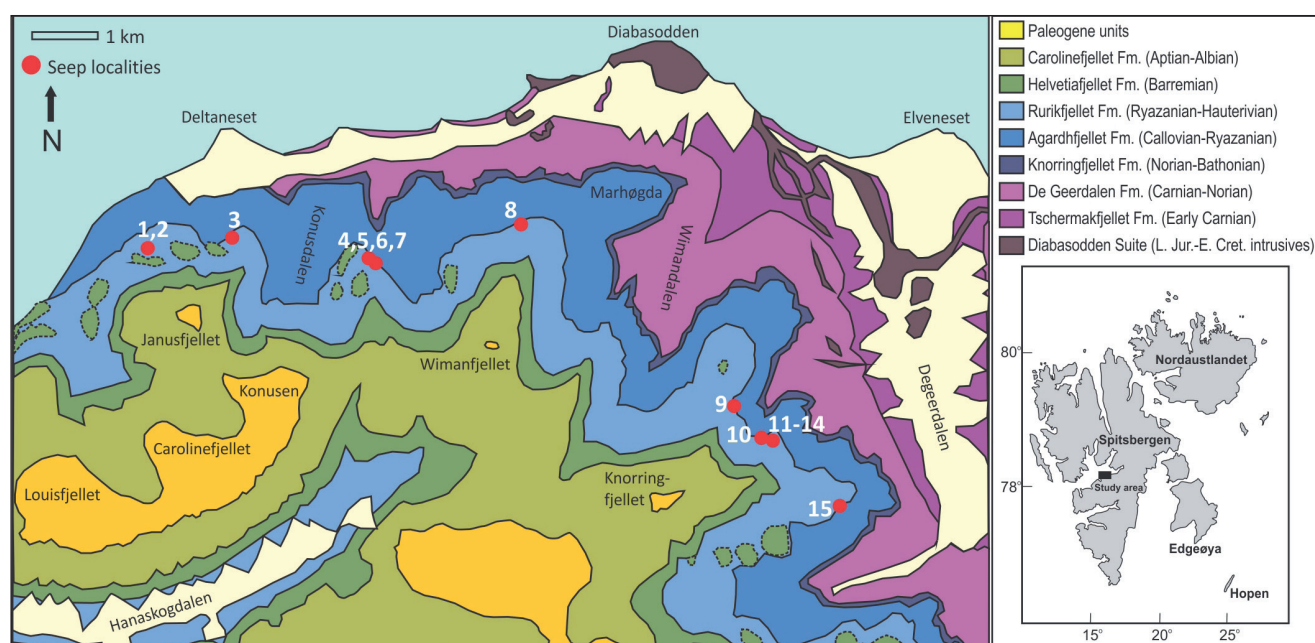 1 km
Seep localities
N
Diabasodden
Deltaneset
Elveneset
Marhøgda
Konusdalen
Wimandalen
Degeerdalen
1,2
3
4,5,6,7
8
9
10
11-14
15
Janusfjellet
Wimanfjellet
Konusen
Carolinefjellet
Louisfjellet
Knorring-
fjellet
Hanaskogdalen
Paleogene units
Carolinefjellet Fm. (Aptian-Albian)
Helvetiafjellet Fm. (Barremian)
Rurikfjellet Fm. (Ryazanian-Hauterivian)
Agardhfjellet Fm. (Callovian-Ryazanian)
Knorringfjellet Fm. (Norian-Bathonian)
De Geerdalen Fm. (Carnian-Norian)
Tschermakfjellet Fm. (Early Carnian)
Diabasodden Suite (L. Jur.-E. Cret. intrusives)
80°
Nordaustlandet
Spitsbergen
78°
Study area
Edgeøya
Hopen
15°
20°
25°